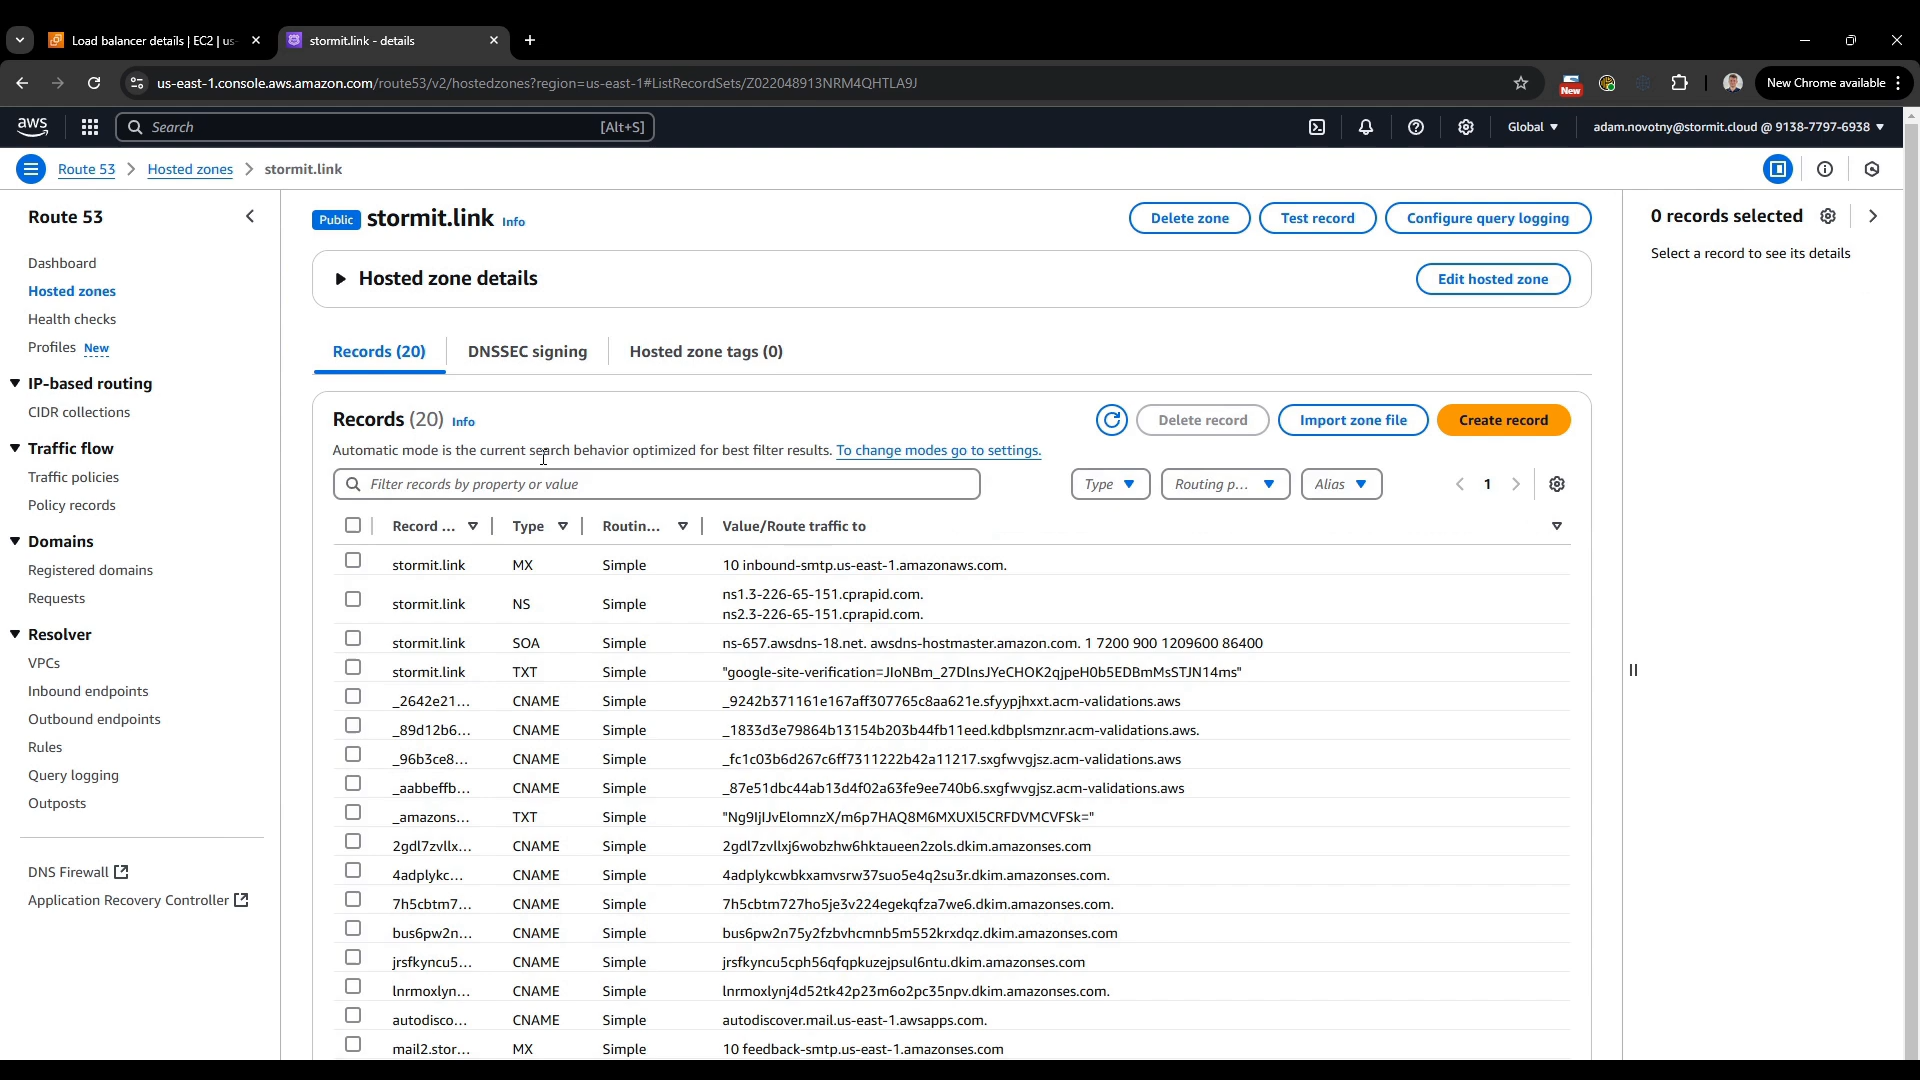 Load balancer details | EC2 | us-
stormit.link - details
us-east-1.console.aws.amazon.com/route53/v2/hostedzones?region=us-east-1#ListRecordSets/Z022048913NRM4QHTLA9J
New
New Chrome available
aws
Search [Alt+S]
Global
adam.novotny@stormit.cloud @ 9138-7797-6938
Route 53 > Hosted zones > stormit.link
Route 53
Dashboard
Hosted zones
Health checks
Profiles New
IP-based routing
CIDR collections
Traffic flow
Traffic policies
Policy records
Domains
Registered domains
Requests
Resolver
VPCs
Inbound endpoints
Outbound endpoints
Rules
Query logging
Outposts
DNS Firewall
Application Recovery Controller
Public stormit.link Info
Delete zone
Test record
Configure query logging
Hosted zone details
Edit hosted zone
Records (20)
DNSSEC signing
Hosted zone tags (0)
Records (20) Info
Delete record
Import zone file
Create record
Automatic mode is the current search behavior optimized for best filter results. To change modes go to settings.
Filter records by property or value
Type
Routing p...
Alias
1
Record ... Type Routin... Value/Route traffic to
stormit.link MX Simple 10 inbound-smtp.us-east-1.amazonaws.com.
stormit.link NS Simple ns1.3-226-65-151.cprapid.com.
ns2.3-226-65-151.cprapid.com.
stormit.link SOA Simple ns-657.awsdns-18.net. awsdns-hostmaster.amazon.com. 1 7200 900 1209600 86400
stormit.link TXT Simple "google-site-verification=JIoNBm_27DlnsJYeCHOK2qjpeH0b5EDBmMsSTJN14ms"
_2642e21... CNAME Simple _9242b371161e167aff307765c8aa621e.sfyypjhxxt.acm-validations.aws
_89d12b6... CNAME Simple _1833d3e79864b13154b203b44fb11eed.kdbplsmznr.acm-validations.aws.
_96b3ce8... CNAME Simple _fc1c03b6d267c6ff7311222b42a11217.sxgfwvgjsz.acm-validations.aws
_aabbeffb... CNAME Simple _87e51dbc44ab13d4f02a63fe9ee740b6.sxgfwvgjsz.acm-validations.aws
_amazons... TXT Simple "Ng9ljlJvElomnzX/m6p7HAQ8M6MXUXl5CRFDVMCVFSk="
2gdl7zvllx... CNAME Simple 2gdl7zvllxj6wobzhw6hktaueen2zols.dkim.amazonses.com
4adplykc... CNAME Simple 4adplykcwbkxamvsrw37suo5e4q2su3r.dkim.amazonses.com.
7h5cbtm7... CNAME Simple 7h5cbtm727ho5je3v224egekqfza7we6.dkim.amazonses.com.
bus6pw2n... CNAME Simple bus6pw2n75y2fzbvhcmnb5m552krxdqz.dkim.amazonses.com
jrsfkyncu5... CNAME Simple jrsfkyncu5cph56qfqpkuzejpsul6ntu.dkim.amazonses.com
lnrmoxlyn... CNAME Simple lnrmoxlynj4d52tk42p23m6o2pc35npv.dkim.amazonses.com.
autodisco... CNAME Simple autodiscover.mail.us-east-1.awsapps.com.
mail2.stor... MX Simple 10 feedback-smtp.us-east-1.amazonses.com
0 records selected
Select a record to see its details